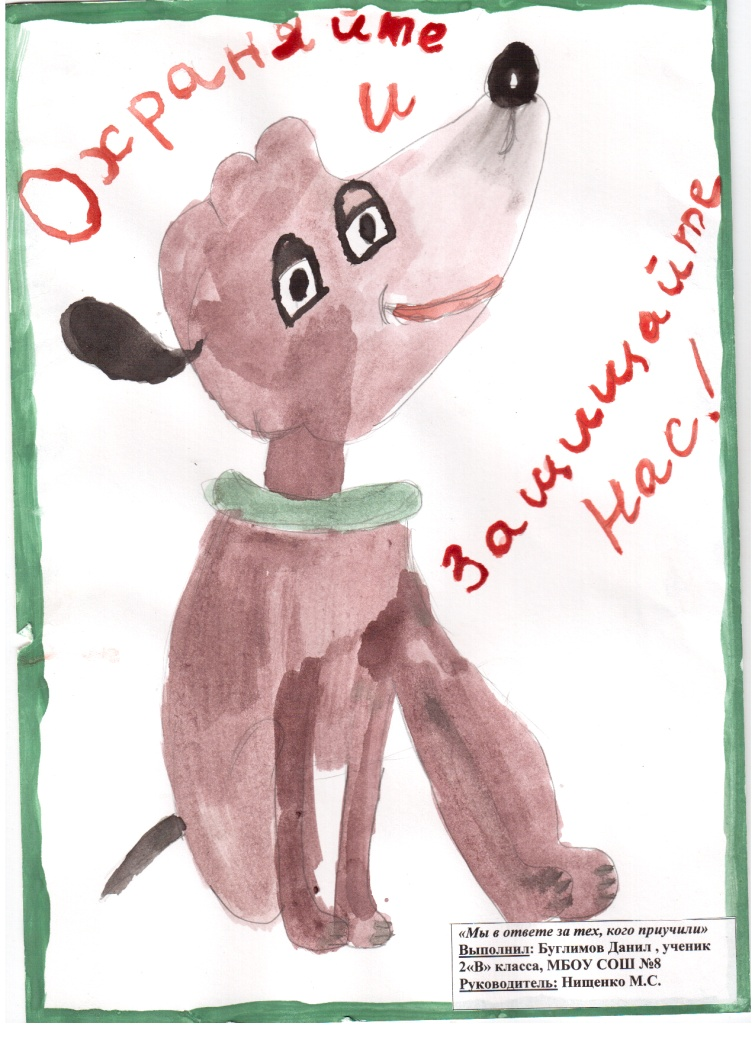 Охраняйте
и
защищайте
нас!
«Мы в ответе за тех, кого приучили»
Выполнил: Буглимов Данил , ученик
2«В» класса, МБОУ СОШ №8
Руководитель: Нищенко М.С.